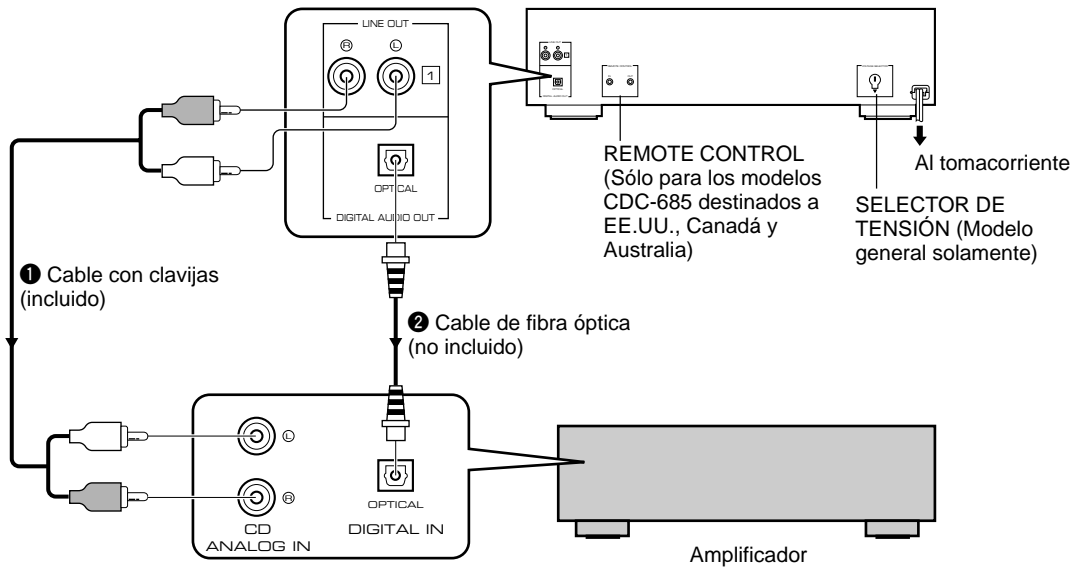 LINE OUT
R L
1
OPTICAL
DIGITAL AUDIO OUT
REMOTE CONTROL
(Sólo para los modelos
CDC-685 destinados a
EE.UU., Canadá y
Australia)
Al tomacorriente
SELECTOR DE
TENSIÓN (Modelo
general solamente)
❶ Cable con clavijas
(incluido)
❷ Cable de fibra óptica
(no incluido)
L
R
OPTICAL
CD
ANALOG IN
DIGITAL IN
Amplificador